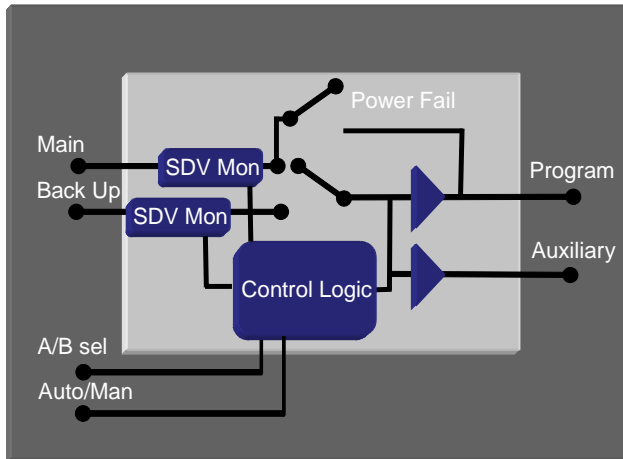 Power Fail
Main
SDV Mon
Back Up
SDV Mon
Program
Auxiliary
Control Logic
A/B sel
Auto/Man